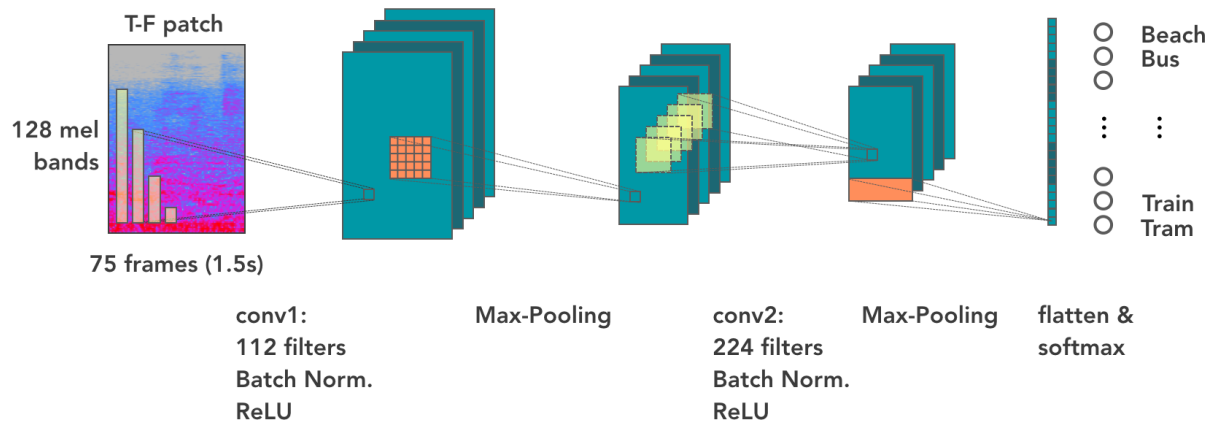 T-F patch
128 mel
bands
75 frames (1.5s)
Beach
Bus
Train
Tram
conv1:
112 filters
Batch Norm.
ReLU
Max-Pooling
conv2:
224 filters
Batch Norm.
ReLU
Max-Pooling
flatten &
softmax